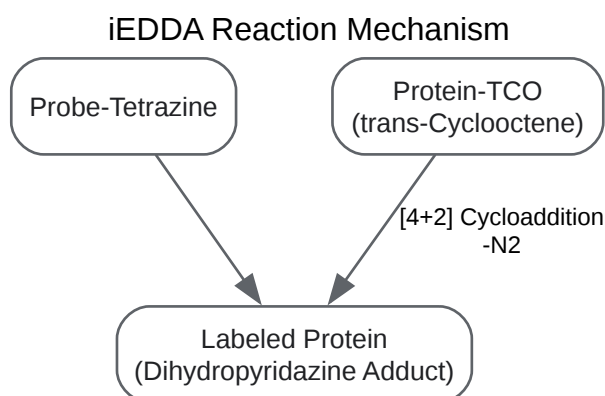 iEDDA Reaction Mechanism
Probe-Tetrazine
Protein-TCO
(trans-Cyclooctene)
[4+2] Cycloaddition
-N2
Labeled Protein
(Dihydropyridazine Adduct)